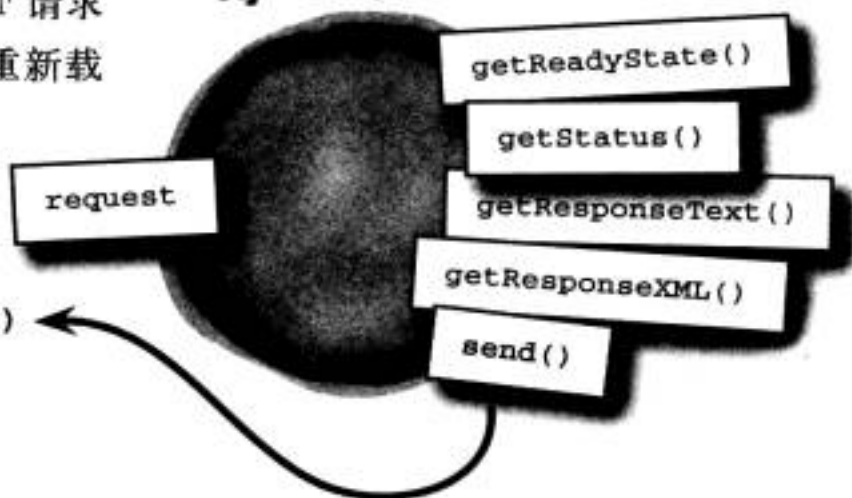 请求
重新载
getReadyState()
getStatus()
request
getResponseText()
getResponseXML()
)
send()